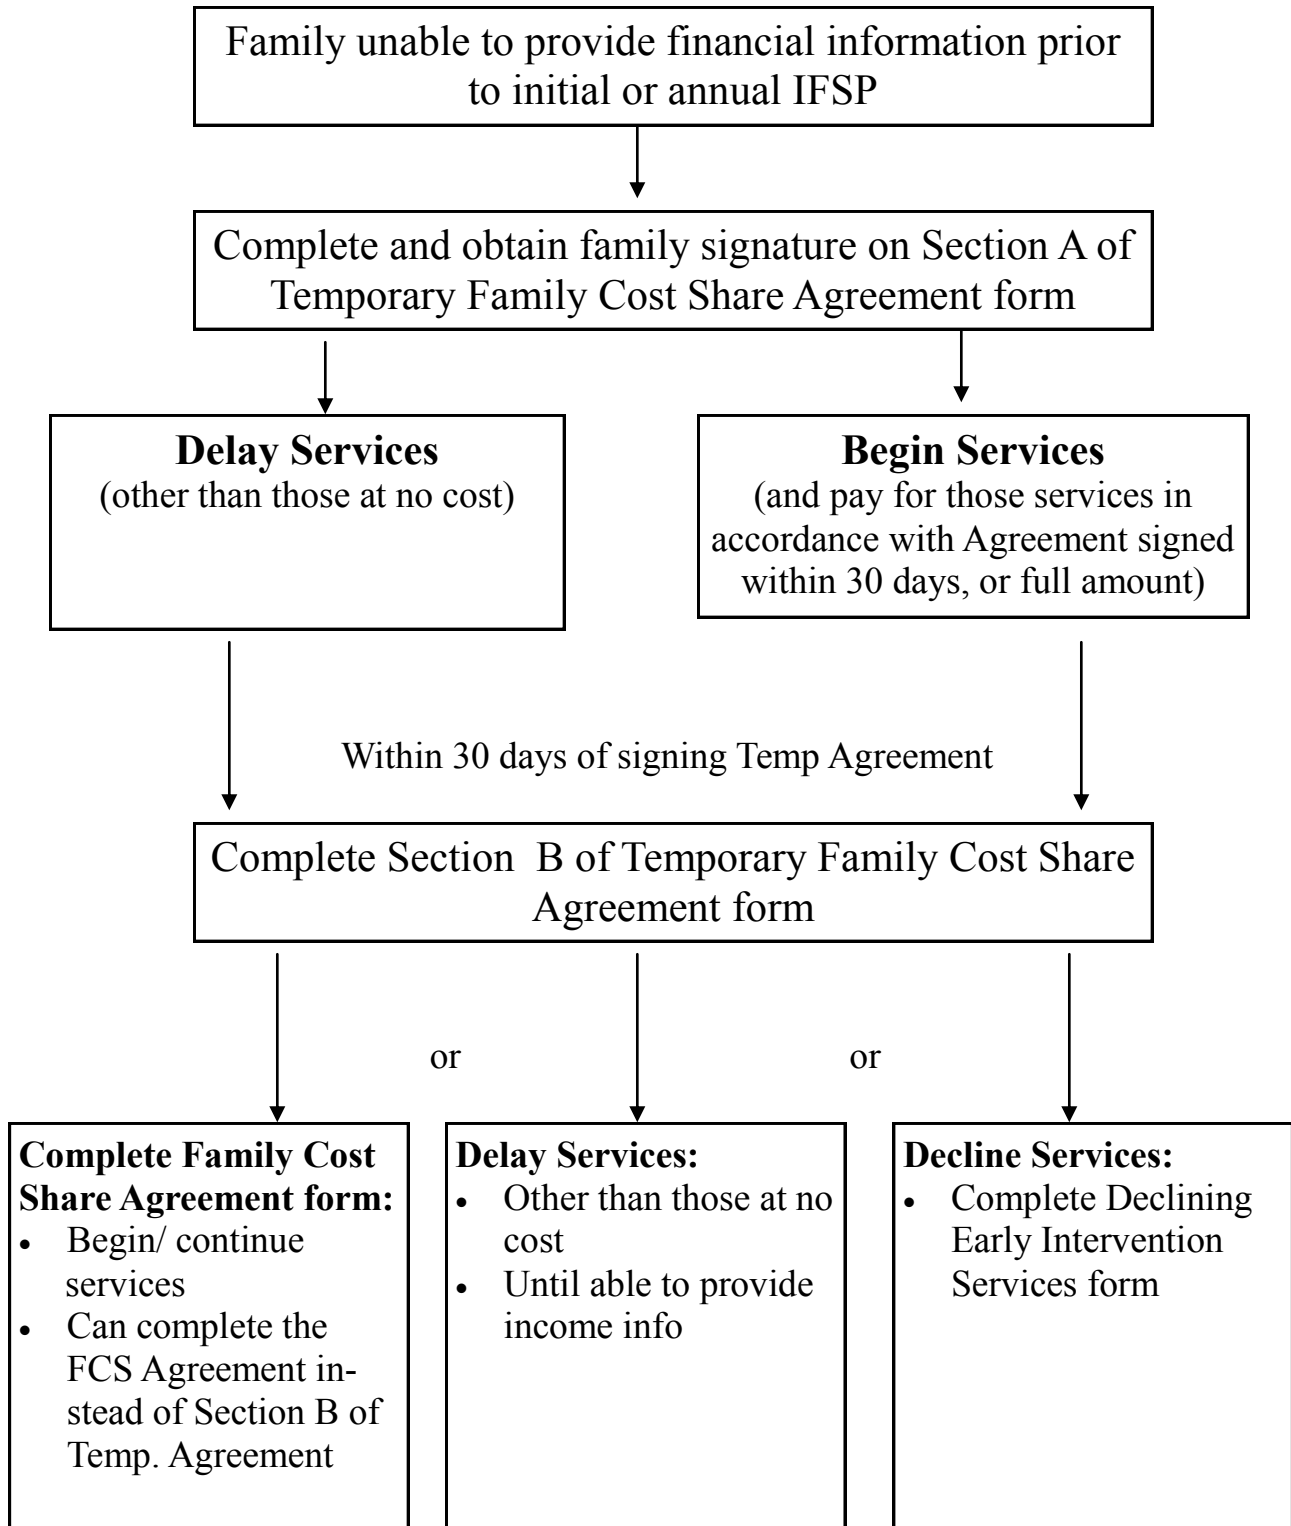 Family unable to provide financial information prior
to initial or annual IFSP
Complete and obtain family signature on Section A of
Temporary Family Cost Share Agreement form
Delay Services
(other than those at no cost)
Begin Services
(and pay for those services in
accordance with Agreement signed
within 30 days, or full amount)
Within 30 days of signing Temp Agreement
Complete Section  B of Temporary Family Cost Share
Agreement form
or
or
Complete Family Cost
Share Agreement form:
• Begin/ continue
services
• Can complete the
FCS Agreement in-
stead of Section B of
Temp. Agreement
Delay Services:
• Other than those at no
cost
• Until able to provide
income info
Decline Services:
• Complete Declining
Early Intervention
Services form